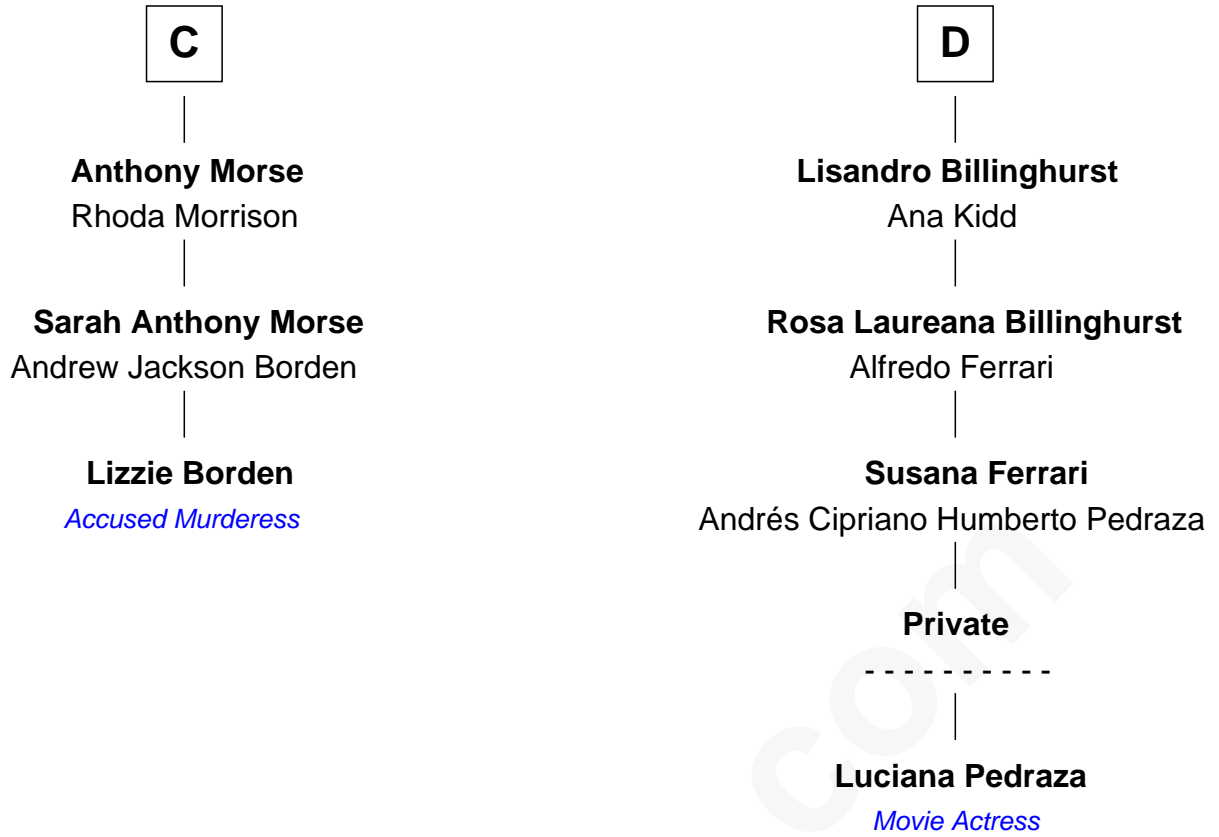 C
Anthony Morse
Rhoda Morrison
Sarah Anthony Morse
Andrew Jackson Borden
Lizzie Borden
Accused Murderess
D
Lisandro Billinghurst
Ana Kidd
Rosa Laureana Billinghurst
Alfredo Ferrari
Susana Ferrari
Andrés Cipriano Humberto Pedraza
Private
- - - - - - - - - -
Luciana Pedraza
Movie Actress
com